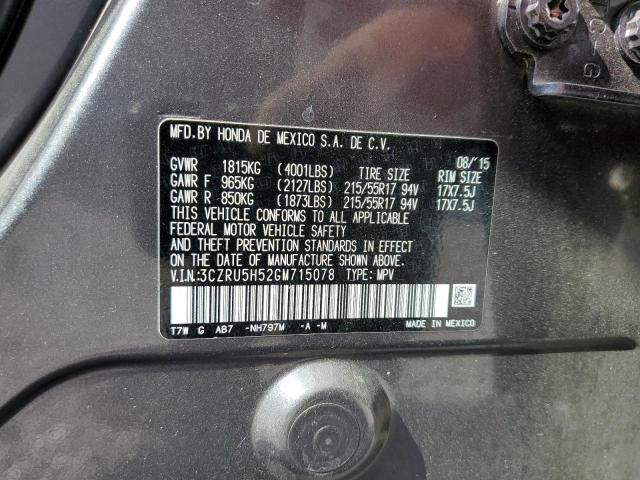 MFD.BY HONDA DE MEXICO S.A. DE C.V.
08/'15
GVWR 1815KG (4001LBS) TIRE SIZE RIM SIZE
GAWR F 965KG (2127LBS) 215/55R17 94V 17X7.5J
GAWR R 850KG (1873LBS) 215/55R17 94V 17X7.5J
THIS VEHICLE CONFORMS TO ALL APPLICABLE
FEDERAL MOTOR VEHICLE SAFETY
AND THEFT PREVENTION STANDARDS IN EFFECT
ON THE DATE OF MANUFACTURE SHOWN ABOVE.
V.I.N.:3CZRU5H52GM715078 TYPE: MPV
T7W G AB7 -NH797M -A -M MADE IN MEXICO